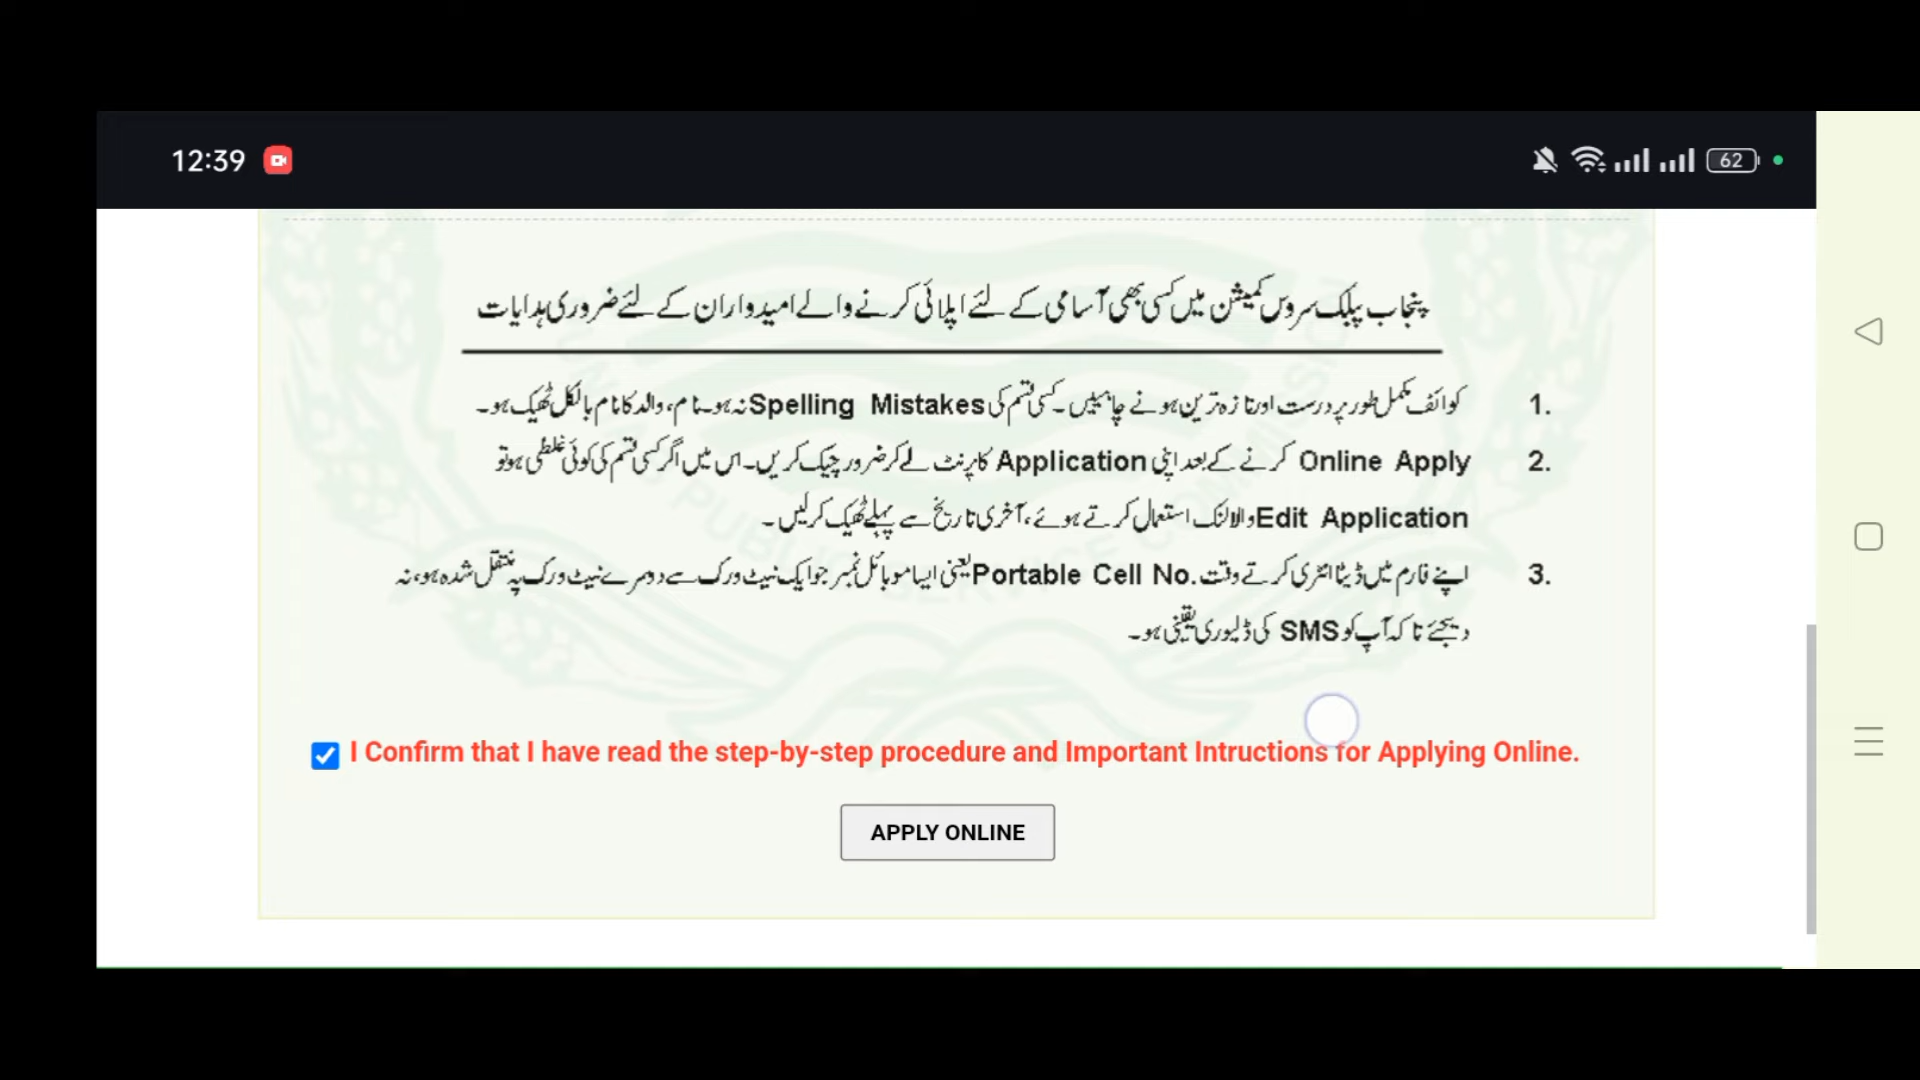 12:39
62
پنجاب پبلک سروس کمیشن میں کسی بھی آسامی کے لئے اپلائی کرنے والے امیدواران کے لئے ضروری ہدایات
1. کوائف مکمل طور پر درست اور تازہ ترین ہونے چاہئیں۔ کسی قسم کی Spelling Mistakes نہ ہو۔ نام، والد کا نام بالکل ٹھیک ہو۔
2. Online Apply کرنے کے بعد اپنی Application کا پرنٹ لے کر ضرور چیک کریں۔ اس میں اگر کسی قسم کی کوئی غلطی ہو تو
Edit Application والا لنک استعمال کرتے ہوئے، آخری تاریخ سے پہلے ٹھیک کرلیں۔
3. اپنے فارم میں ڈیٹا انٹری کرتے وقت Portable Cell No. یعنی ایسا موبائل نمبر جو ایک نیٹ ورک سے دوسرے نیٹ ورک پہ منتقل شدہ ہو، نہ
دیجئے تاکہ آپ کو SMS کی ڈلیوری یقینی ہو۔
I Confirm that I have read the step-by-step procedure and Important Intructions for Applying Online.
APPLY ONLINE